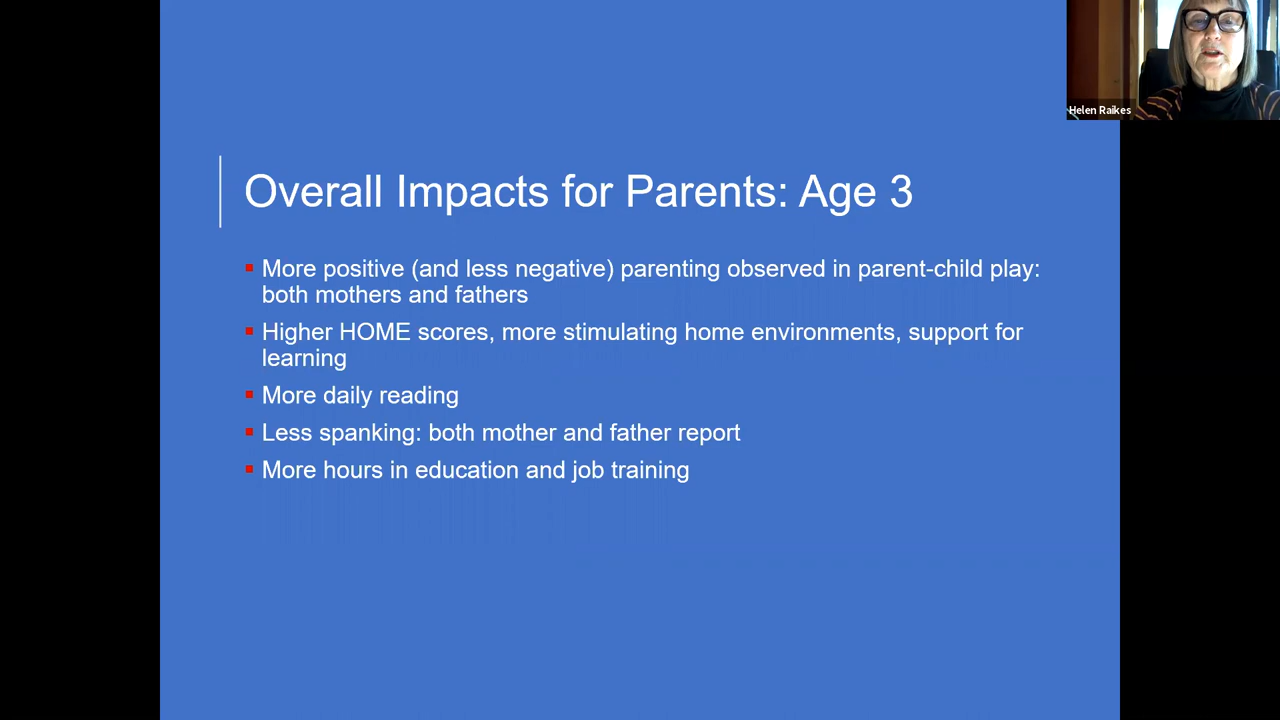 Helen Raikes
Overall Impacts for Parents: Age 3
More positive (and less negative) parenting observed in parent-child play:
both mothers and fathers
Higher HOME scores, more stimulating home environments, support for
learning
More daily reading
Less spanking: both mother and father report
More hours in education and job training